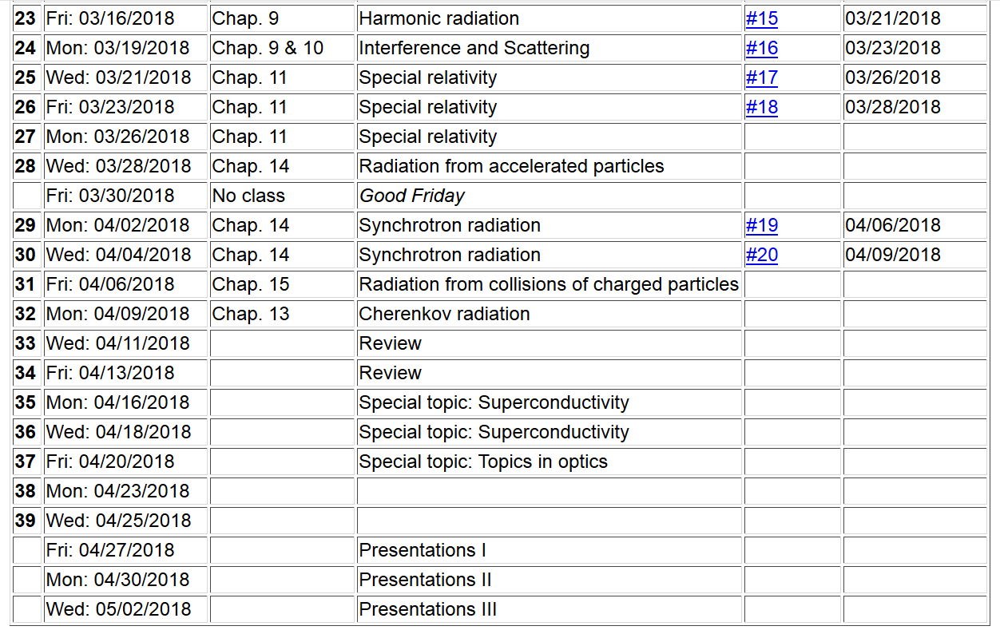 23 Fri: 03/16/2018 Chap. 9 Harmonic radiation #15 03/21/2018
24 Mon: 03/19/2018 Chap. 9 & 10 Interference and Scattering #16 03/23/2018
25 Wed: 03/21/2018 Chap. 11 Special relativity #17 03/26/2018
26 Fri: 03/23/2018 Chap. 11 Special relativity #18 03/28/2018
27 Mon: 03/26/2018 Chap. 11 Special relativity
28 Wed: 03/28/2018 Chap. 14 Radiation from accelerated particles
Fri: 03/30/2018 No class Good Friday
29 Mon: 04/02/2018 Chap. 14 Synchrotron radiation #19 04/06/2018
30 Wed: 04/04/2018 Chap. 14 Synchrotron radiation #20 04/09/2018
31 Fri: 04/06/2018 Chap. 15 Radiation from collisions of charged particles
32 Mon: 04/09/2018 Chap. 13 Cherenkov radiation
33 Wed: 04/11/2018 Review
34 Fri: 04/13/2018 Review
35 Mon: 04/16/2018 Special topic: Superconductivity
36 Wed: 04/18/2018 Special topic: Superconductivity
37 Fri: 04/20/2018 Special topic: Topics in optics
38 Mon: 04/23/2018
39 Wed: 04/25/2018
Fri: 04/27/2018 Presentations I
Mon: 04/30/2018 Presentations II
Wed: 05/02/2018 Presentations III